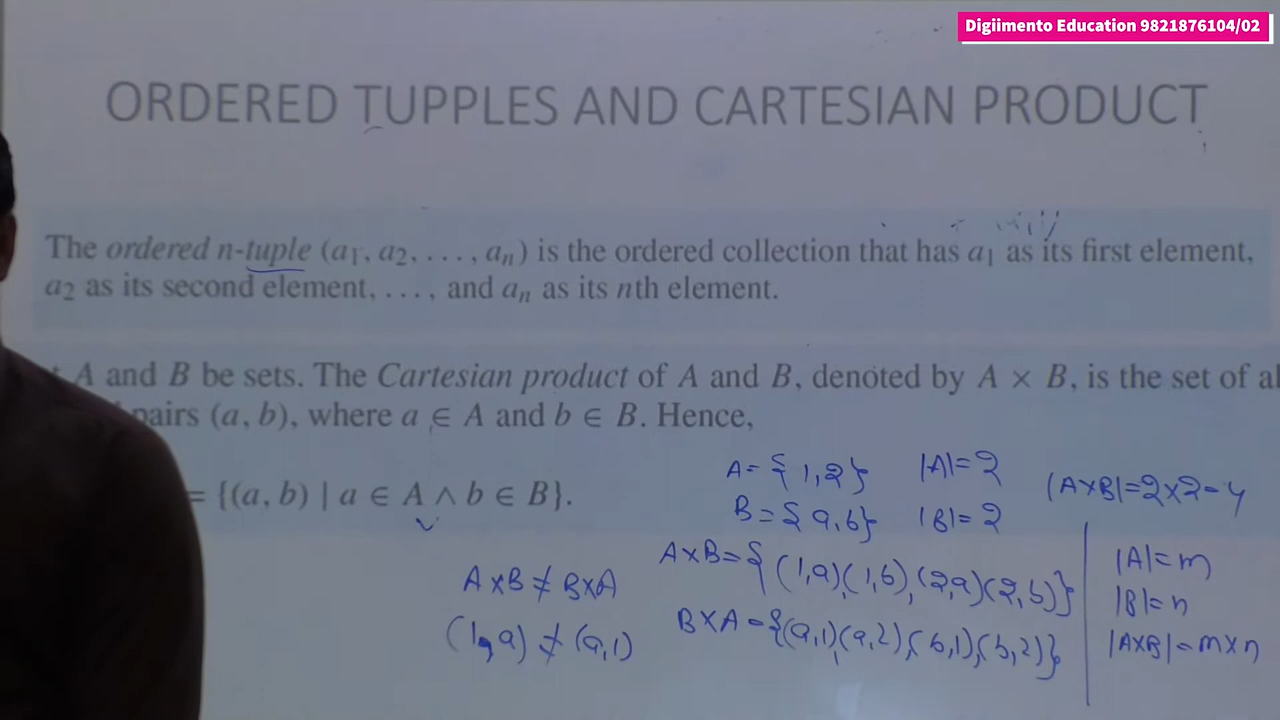 Digiimento Education 9821876104/02
ORDERED TUPPLES AND CARTESIAN PRODUCT
The ordered n-tuple (a₁, a₂, . . . , aₙ) is the ordered collection that has a₁ as its first element,
a₂ as its second element, . . . , and aₙ as its nth element.
A and B be sets. The Cartesian product of A and B, denoted by A × B, is the set of al
pairs (a, b), where a ∈ A and b ∈ B. Hence,
= {(a, b) | a ∈ A ∧ b ∈ B}.
A = {1,2} |A|=2
B = {a,b} |B|=2
|A×B|=2×2=4
A×B={(1,a),(1,b),(2,a)(2,b)}
B×A={(a,1),(a,2),(b,1),(b,2)}
A×B≠B×A
(1,a)≠(a,1)
|A|=m
|B|=n
|A×B|=m×n